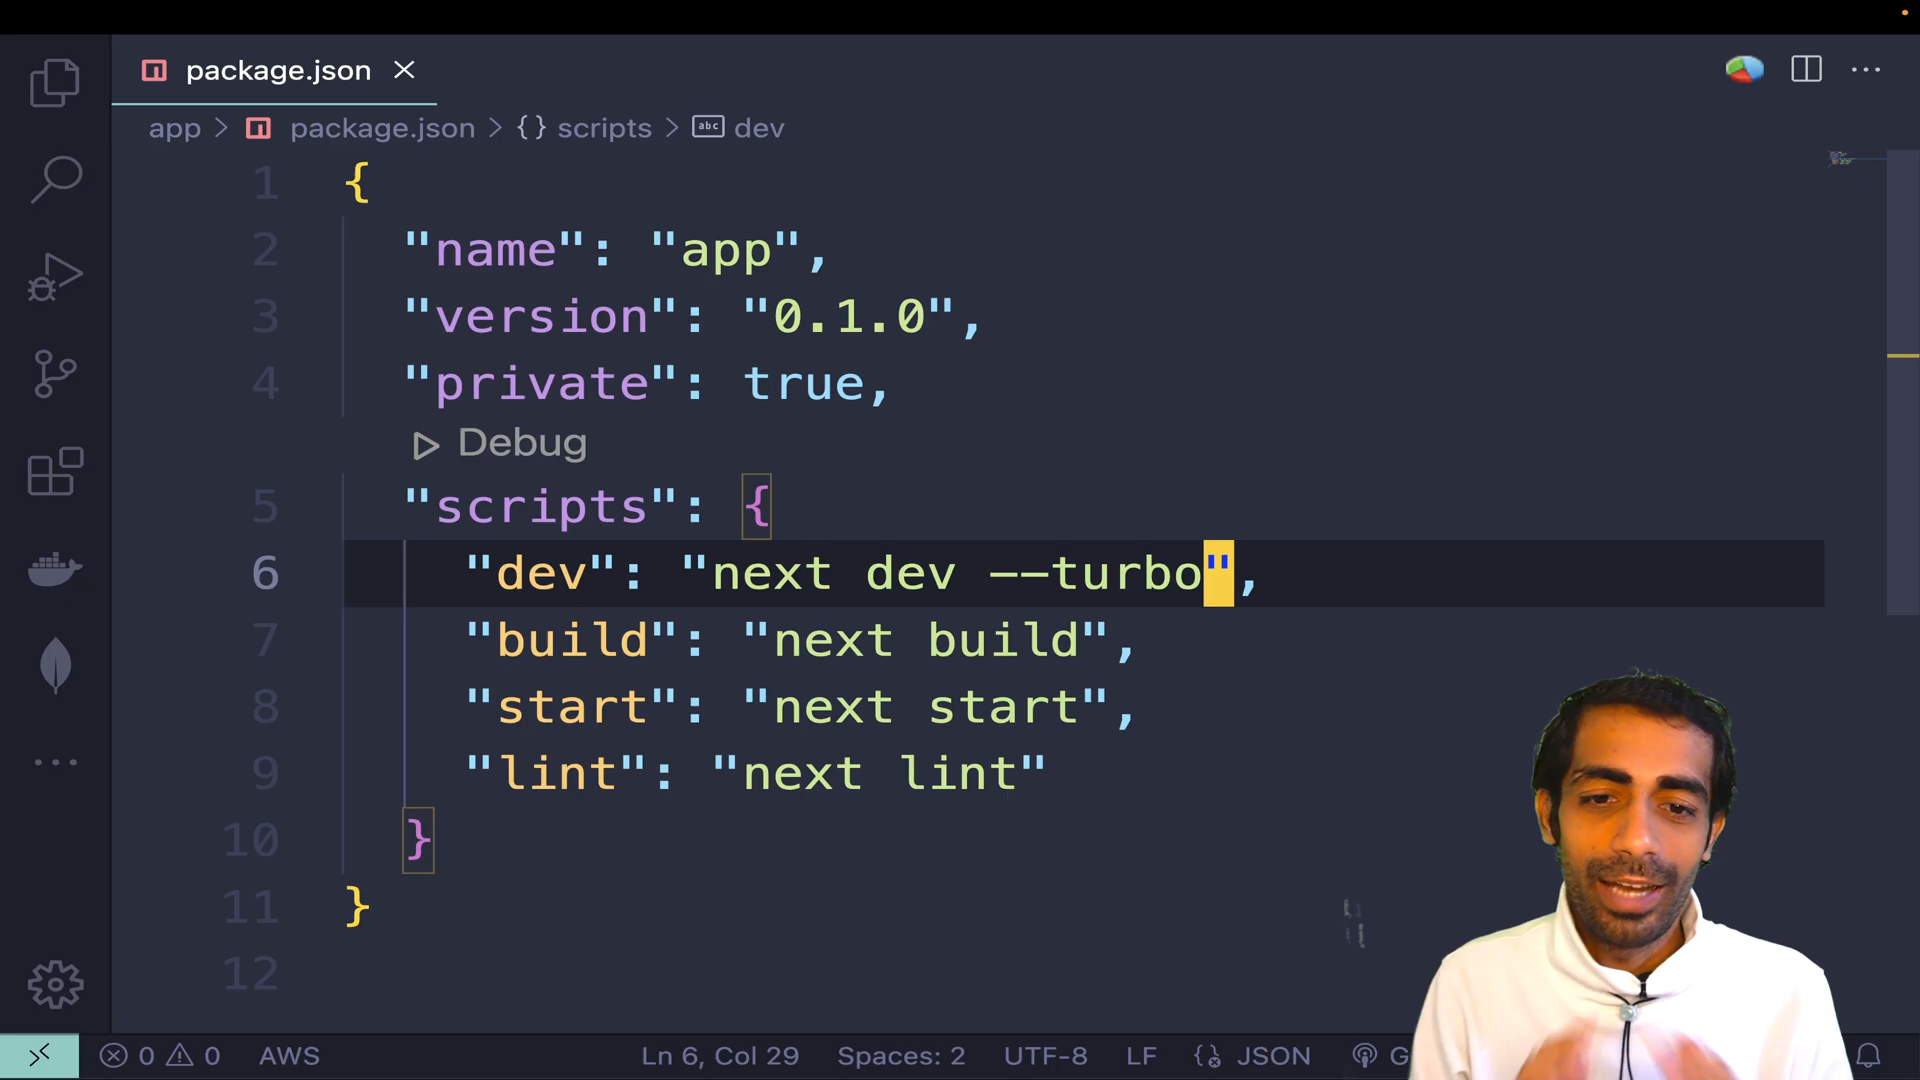 package.json
app > package.json > {} scripts > abc dev
1 {
2 "name": "app",
3 "version": "0.1.0",
4 "private": true,
Debug
5 "scripts": {
6 "dev": "next dev --turbo",
7 "build": "next build",
8 "start": "next start",
9 "lint": "next lint"
10 }
11 }
12
0 0 AWS Ln 6, Col 29 Spaces: 2 UTF-8 LF JSON G